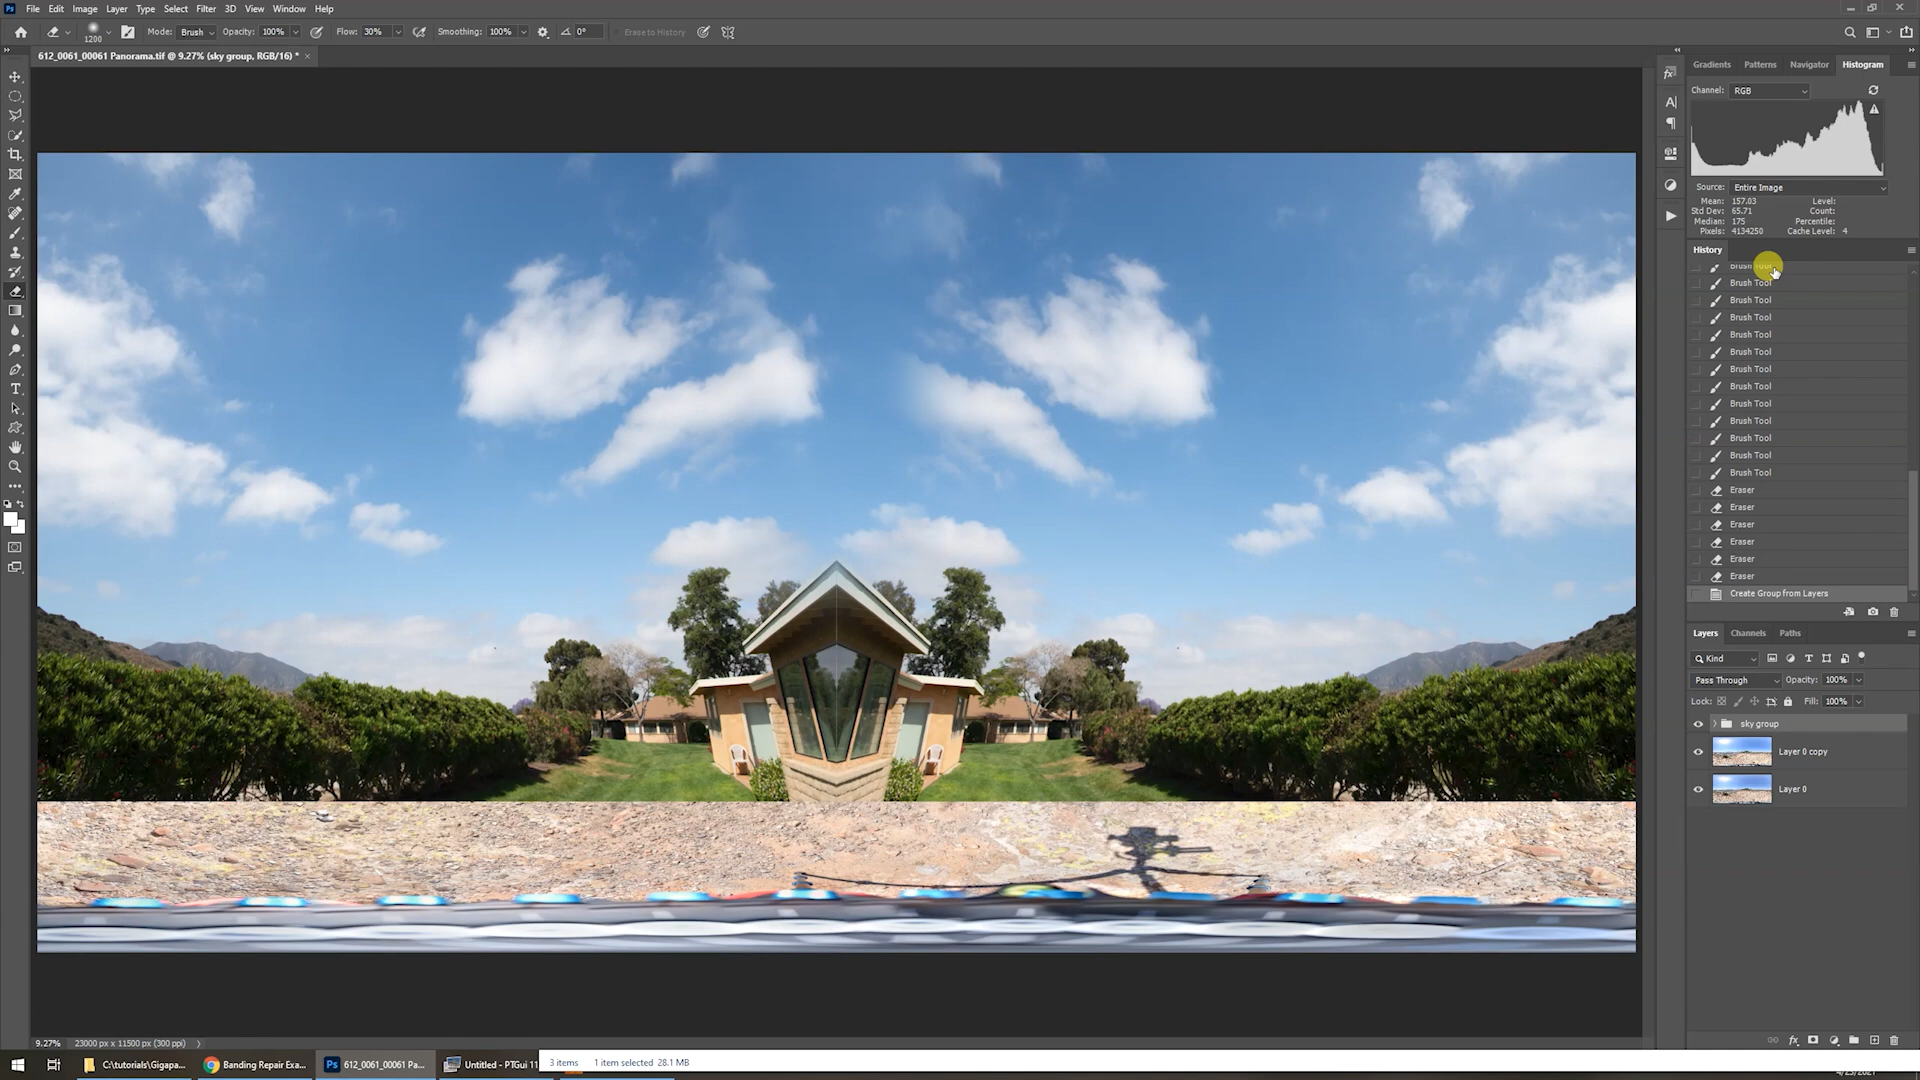 Ps File Edit Image Layer Type Select Filter 3D View Window Help
1200 Mode: Brush Opacity: 100% Flow: 30% Smoothing: 100% 0° Erase to History
612_0061_00061 Panorama.tif @ 9.27% (sky group, RGB/16) *
Gradients Patterns Navigator Histogram
Channel: RGB
Source: Entire Image
Mean: 157.03 Level:
Std Dev: 65.71 Count:
Median: 175 Percentile:
Pixels: 4134250 Cache Level: 4
History
Brush Tool
Brush Tool
Brush Tool
Brush Tool
Brush Tool
Brush Tool
Brush Tool
Brush Tool
Brush Tool
Brush Tool
Brush Tool
Brush Tool
Eraser
Eraser
Eraser
Eraser
Eraser
Eraser
Create Group from Layers
Layers Channels Paths
Kind
Pass Through Opacity: 100%
Lock: Fill: 100%
sky group
Layer 0 copy
Layer 0
9.27% 23000 px x 11500 px (300 ppi)
C:\tutorials\Gigapa... Banding Repair Exa... Ps 612_0061_00061 Pa... Untitled - PTGui 11 3 items 1 item selected 28.1 MB